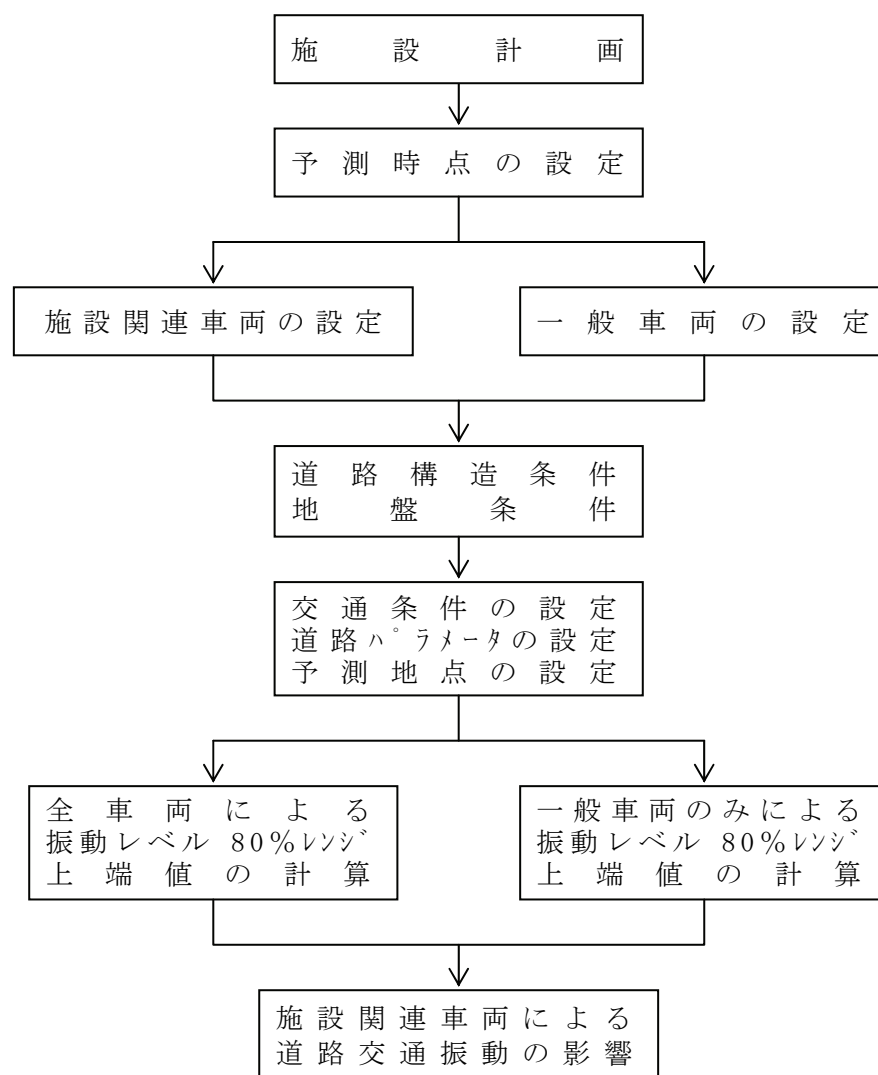 施設計画
予測時点の設定
施設関連車両の設定
一般車両の設定
道路構造条件
地盤条件
交通条件の設定
道路ﾊﾟﾗﾒｰﾀの設定
予測地点の設定
全車両による
振動レベル 80%ﾚﾝｼﾞ
上端値の計算
一般車両のみによる
振動レベル 80%ﾚﾝｼﾞ
上端値の計算
施設関連車両による
道路交通振動の影響